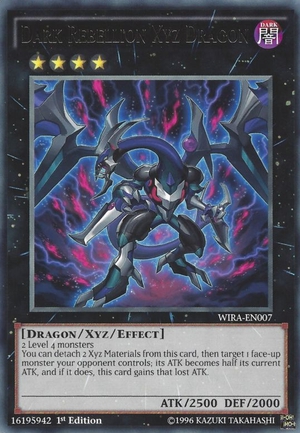 DARK REBELLION XYZ DRAGON
DARK
闇
WIRA-EN007
[Dragon/Xyz/Effect]
2 Level 4 monsters
You can detach 2 Xyz Materials from this card, then target 1 face-up
monster your opponent controls; its ATK becomes half its current
ATK, and if it does, this card gains that lost ATK.
ATK/2500 DEF/2000
16195942 1st Edition ©1996 KAZUKI TAKAHASHI